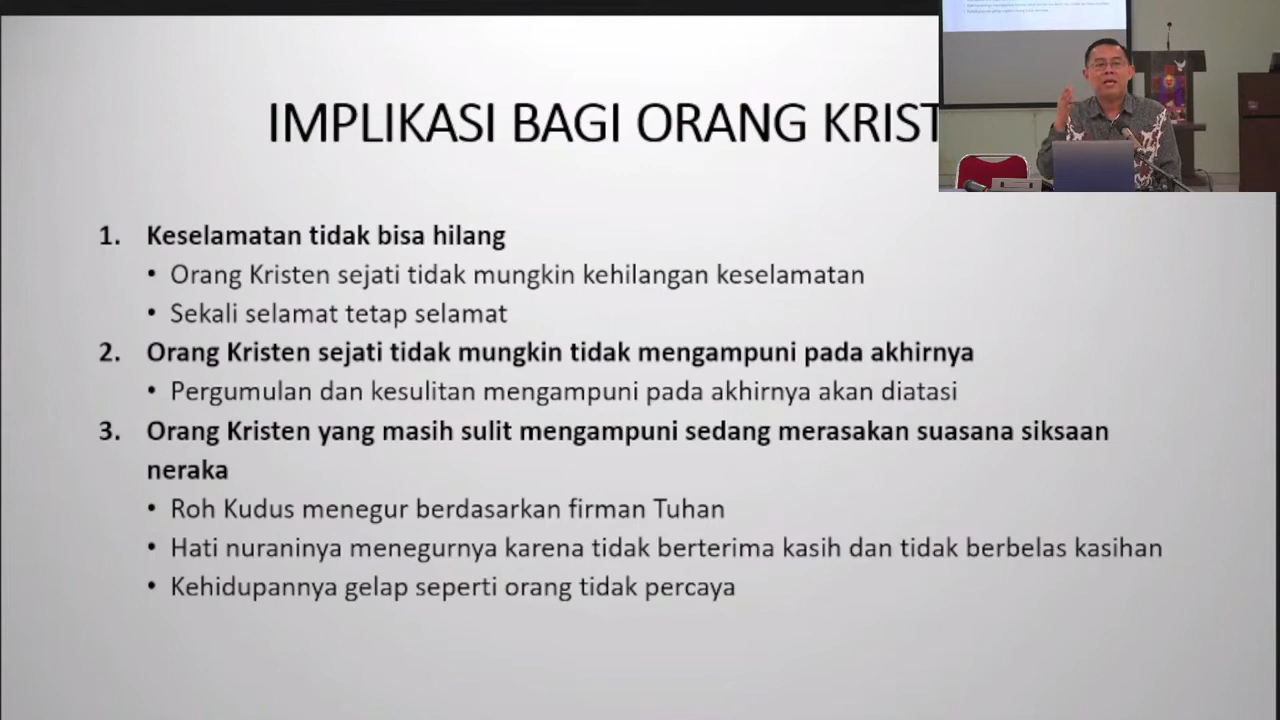 IMPLIKASI BAGI ORANG KRIST
1. Keselamatan tidak bisa hilang
• Orang Kristen sejati tidak mungkin kehilangan keselamatan
• Sekali selamat tetap selamat
2. Orang Kristen sejati tidak mungkin tidak mengampuni pada akhirnya
• Pergumulan dan kesulitan mengampuni pada akhirnya akan diatasi
3. Orang Kristen yang masih sulit mengampuni sedang merasakan suasana siksaan
neraka
• Roh Kudus menegur berdasarkan firman Tuhan
• Hati nuraninya menegurnya karena tidak berterima kasih dan tidak berbelas kasihan
• Kehidupannya gelap seperti orang tidak percaya